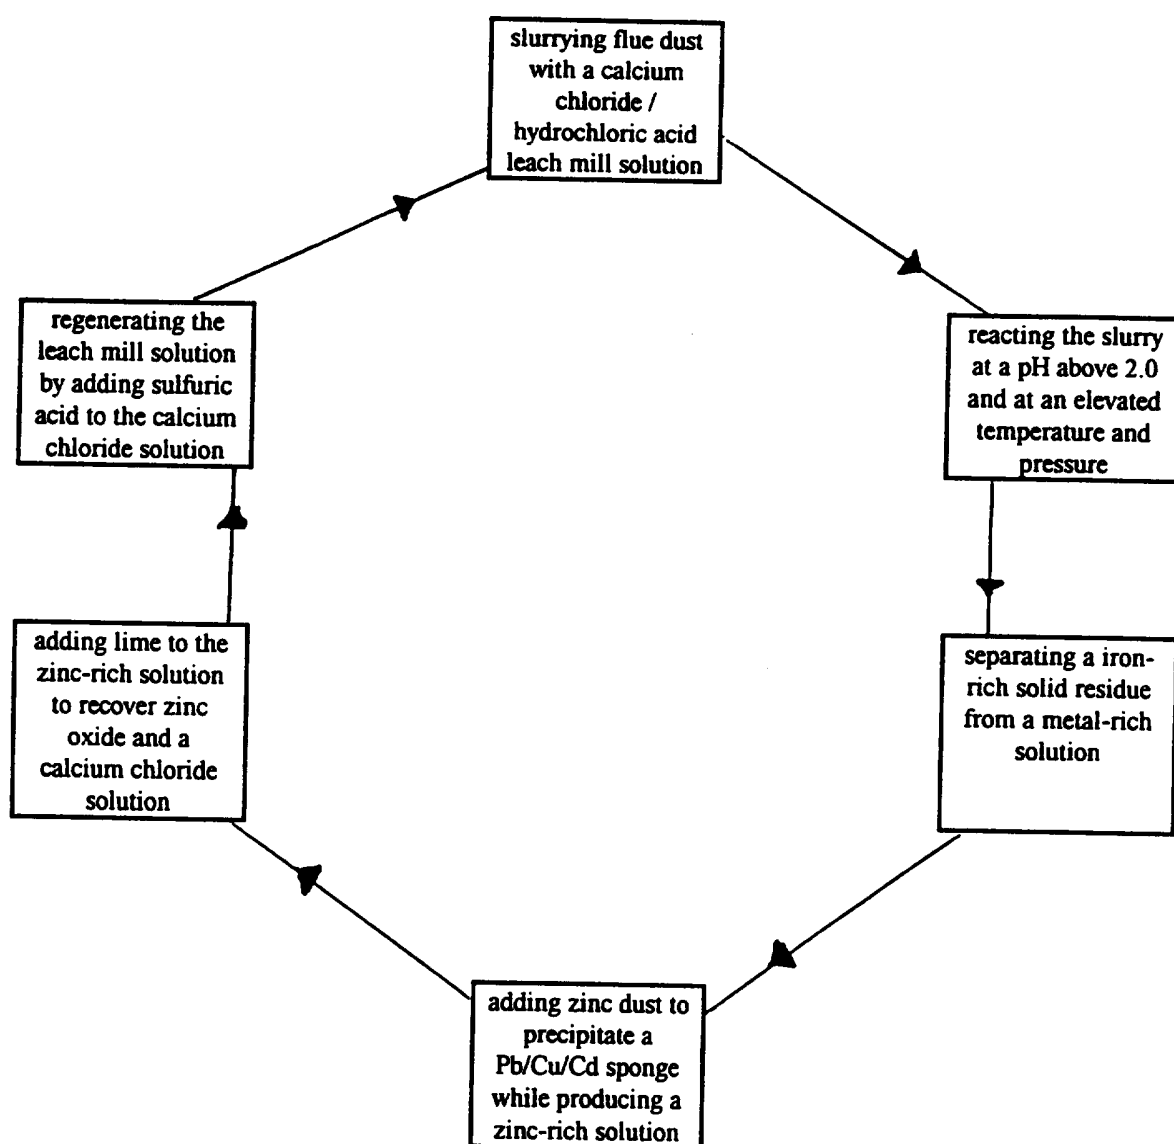 slurrying flue dust
with a calcium
chloride /
hydrochloric acid
leach mill solution
reacting the slurry
at a pH above 2.0
and at an elevated
temperature and
pressure
separating a iron-
rich solid residue
from a metal-rich
solution
adding zinc dust to
precipitate a
Pb/Cu/Cd sponge
while producing a
zinc-rich solution
adding lime to the
zinc-rich solution
to recover zinc
oxide and a
calcium chloride
solution
regenerating the
leach mill solution
by adding sulfuric
acid to the calcium
chloride solution